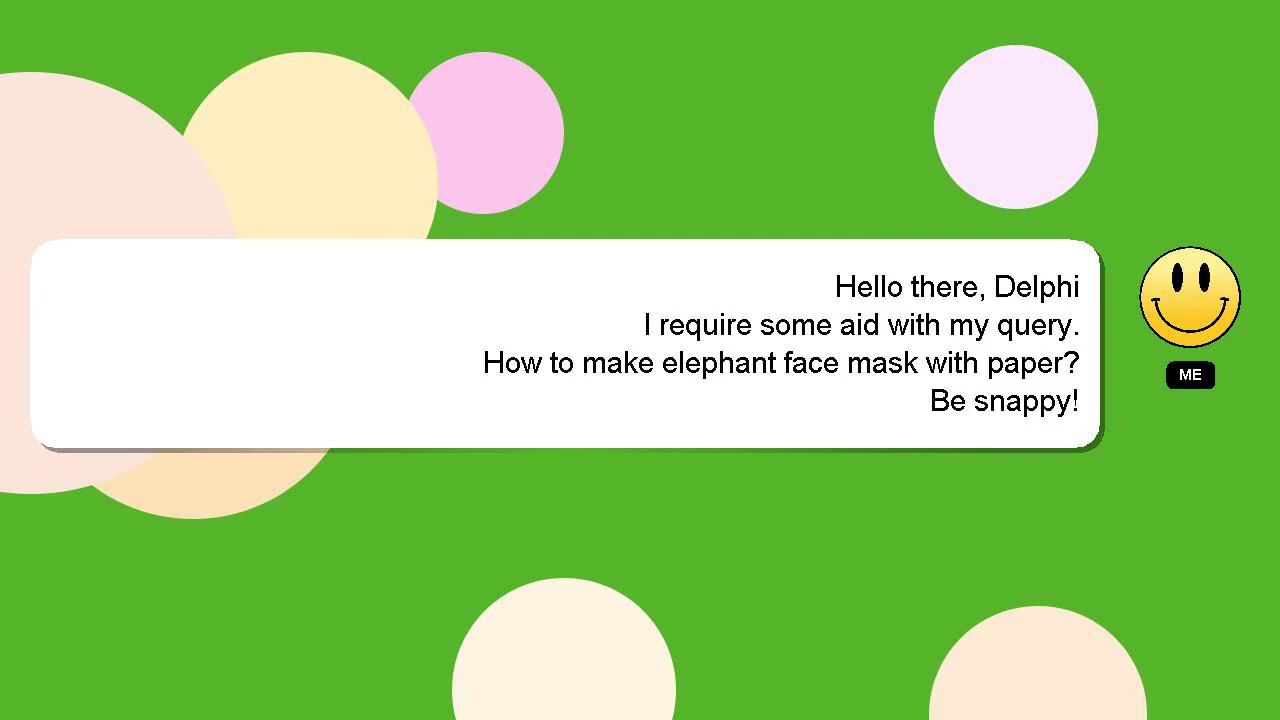 Hello there, Delphi
I require some aid with my query.
How to make elephant face mask with paper?
Be snappy!
ME